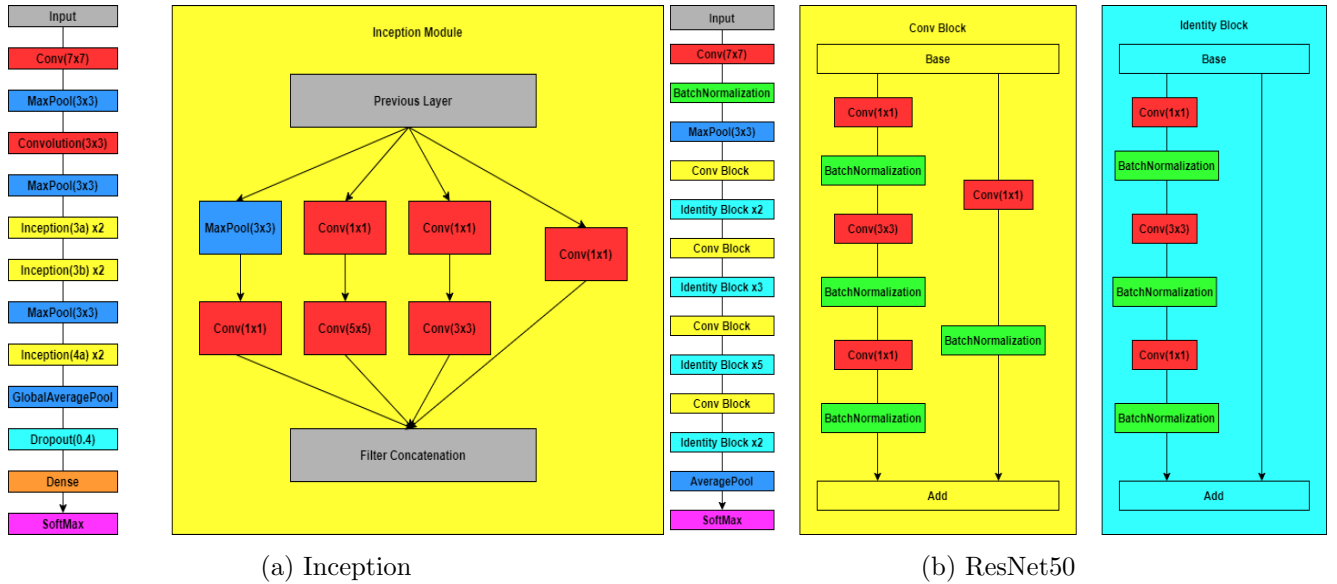 Input
Conv(7x7)
MaxPool(3x3)
Convolution(3x3)
MaxPool(3x3)
Inception(3a) x2
Inception(3b) x2
MaxPool(3x3)
Inception(4a) x2
GlobalAveragePool
Dropout(0.4)
Dense
SoftMax
Inception Module
Previous Layer
MaxPool(3x3)
Conv(1x1)
Conv(1x1)
Conv(1x1)
Conv(1x1)
Conv(5x5)
Conv(3x3)
Filter Concatenation
(a) Inception
Input
Conv(7x7)
BatchNormalization
MaxPool(3x3)
Conv Block
Identity Block x2
Conv Block
Identity Block x3
Conv Block
Identity Block x5
Conv Block
Identity Block x2
AveragePool
SoftMax
Conv Block
Base
Conv(1x1)
BatchNormalization
Conv(1x1)
Conv(3x3)
BatchNormalization
BatchNormalization
Conv(1x1)
BatchNormalization
Add
Identity Block
Base
Conv(1x1)
BatchNormalization
Conv(3x3)
BatchNormalization
Conv(1x1)
BatchNormalization
Add
(b) ResNet50